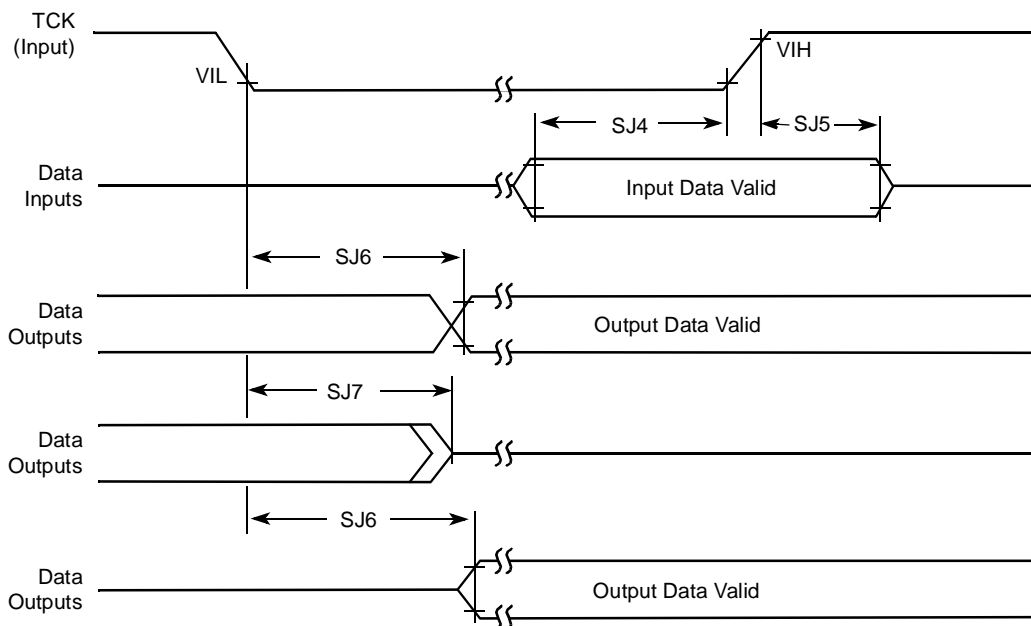 TCK
(Input)
VIL
VIH
SJ4
SJ5
Data
Inputs
Input Data Valid
SJ6
Data
Outputs
Output Data Valid
SJ7
Data
Outputs
SJ6
Data
Outputs
Output Data Valid